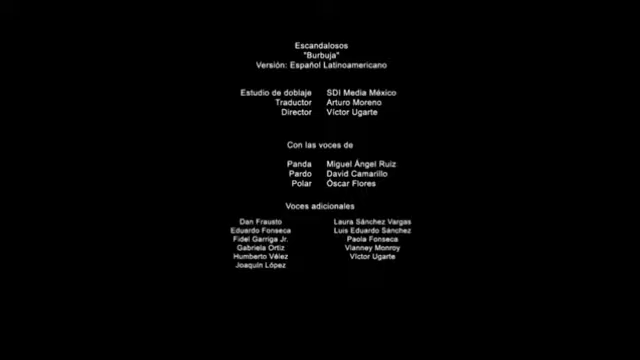 Escandalosos
"Burbuja"
Versión: Español Latinoamericano
Estudio de doblaje SDI Media México
Traductor Arturo Moreno
Director Víctor Ugarte
Con las voces de
Panda Miguel Ángel Ruiz
Pardo David Camarillo
Polar Óscar Flores
Voces adicionales
Dan Frausto Laura Sánchez Vargas
Eduardo Fonseca Luis Eduardo Sánchez
Fidel Garriga Jr. Paola Fonseca
Gabriela Ortiz Vianney Monroy
Humberto Vélez Víctor Ugarte
Joaquín López